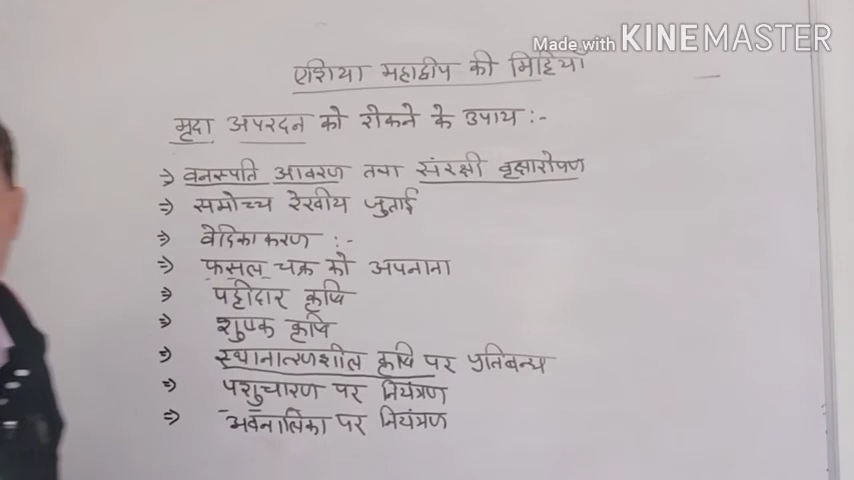 Made with KINEMASTER
एशिया महाद्वीप की मिट्टियाँ
मृदा अपरदन को रोकने के उपाय :-
⇒ वनस्पति आवरण तथा संरक्षी वृक्षारोपण
⇒ समोच्च रेखीय जुताई
⇒ वेदिकाकरण :-
⇒ फसल चक्र को अपनाना
⇒ पट्टीदार कृषि
⇒ शुष्क कृषि
⇒ स्थानात्रणशील कृषि पर प्रतिबन्ध
⇒ पशुचारण पर नियंत्रण
⇒ अवनालिका पर नियंत्रण